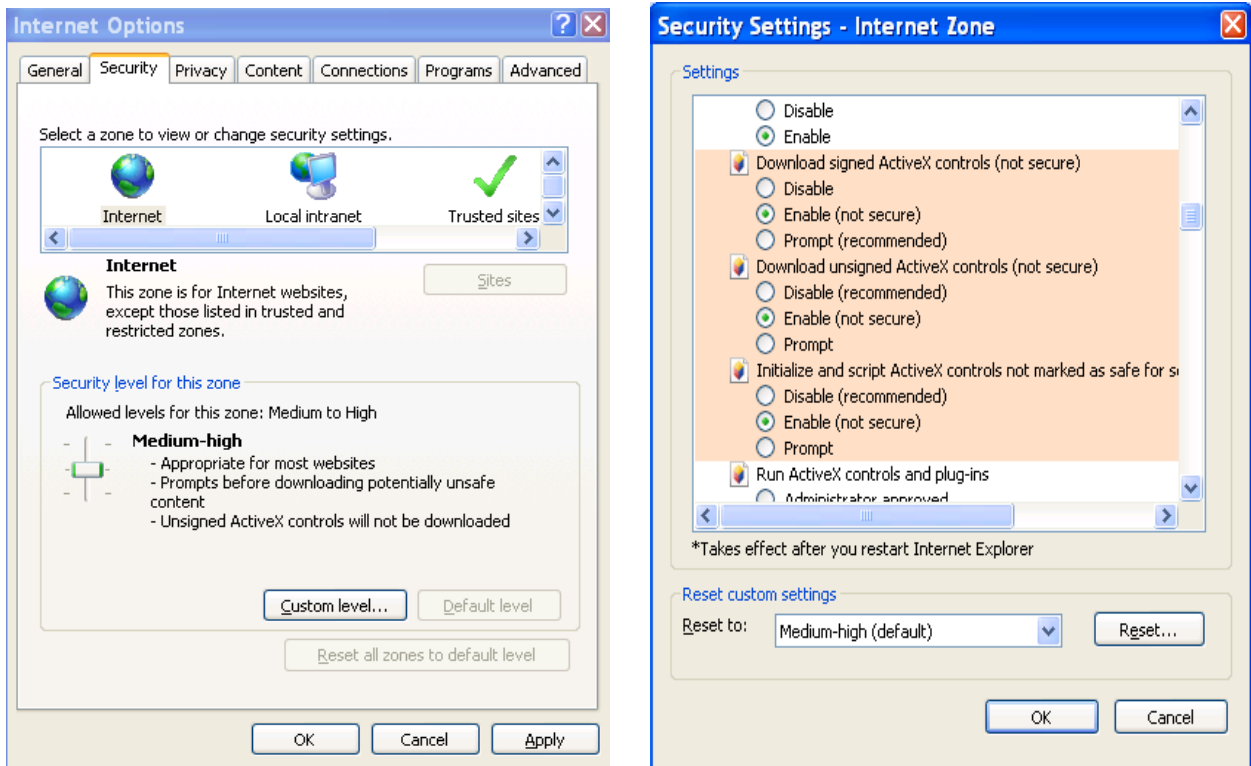 Internet Options
General Security Privacy Content Connections Programs Advanced
Select a zone to view or change security settings.
Internet Local intranet Trusted sites
Internet
Sites
This zone is for Internet websites,
except those listed in trusted and
restricted zones.
Security level for this zone
Allowed levels for this zone: Medium to High
Medium-high
- Appropriate for most websites
- Prompts before downloading potentially unsafe
content
- Unsigned ActiveX controls will not be downloaded
Custom level... Default level
Reset all zones to default level
OK Cancel Apply
Security Settings - Internet Zone
Settings
Disable
Enable
Download signed ActiveX controls (not secure)
Disable
Enable (not secure)
Prompt (recommended)
Download unsigned ActiveX controls (not secure)
Disable (recommended)
Enable (not secure)
Prompt
Initialize and script ActiveX controls not marked as safe for
Disable (recommended)
Enable (not secure)
Prompt
Run ActiveX controls and plug-ins
Administrator approved
*Takes effect after you restart Internet Explorer
Reset custom settings
Reset to: Medium-high (default) Reset...
OK Cancel